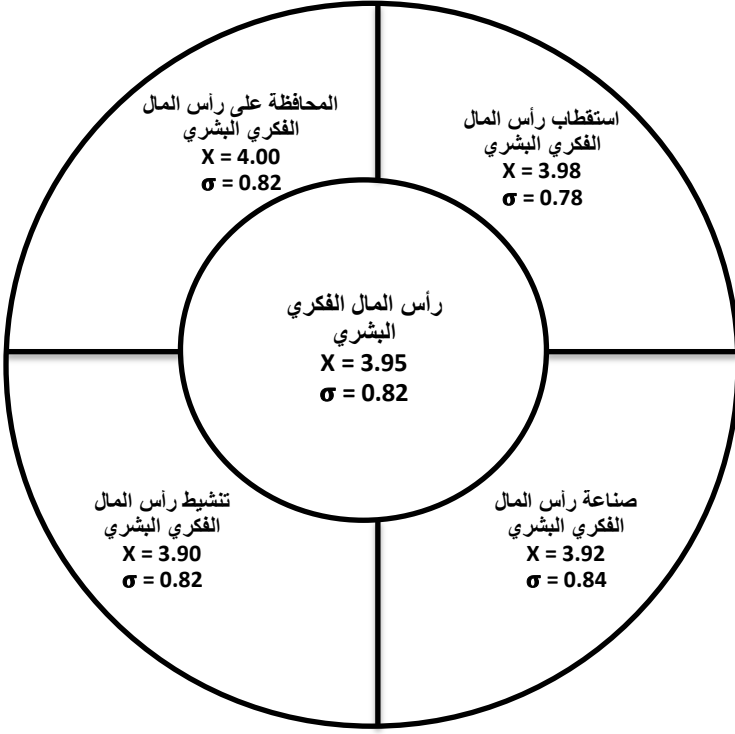 استقطاب رأس المال
الفكري البشري
X = 3.98
σ = 0.78
المحافظة على رأس المال
الفكري البشري
X = 4.00
σ = 0.82
رأس المال الفكري
البشري
X = 3.95
σ = 0.82
صناعة رأس المال
الفكري البشري
X = 3.92
σ = 0.84
تنشيط رأس المال
الفكري البشري
X = 3.90
σ = 0.82